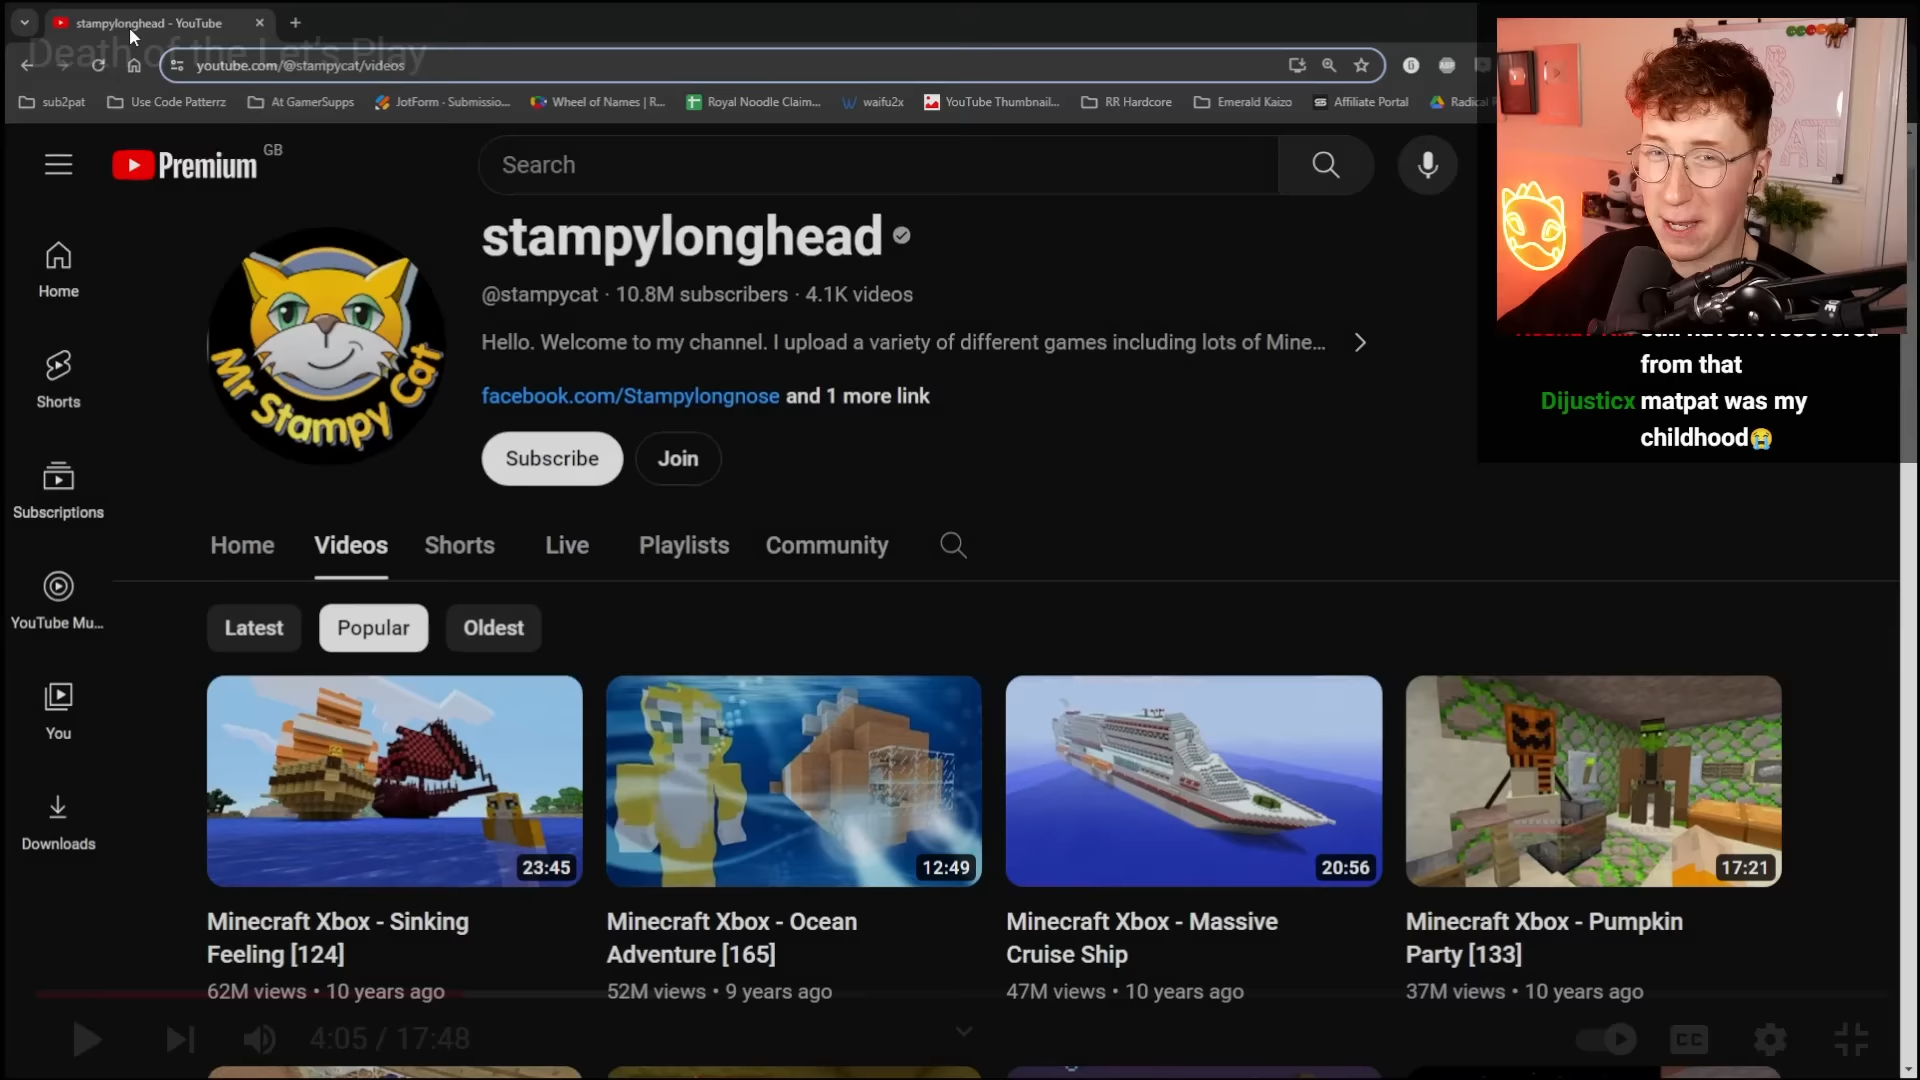 stampylonghead - YouTube
Death of the Let's Play
youtube.com/@stampycat/videos
sub2pat
Use Code Patterrz
At GamerSupps
JotForm - Submissio...
Wheel of Names | R...
Royal Noodle Claim...
waifu2x
YouTube Thumbnail...
RR Hardcore
Emerald Kaizo
Affiliate Portal
Radical
Premium GB
Search
stampylonghead
@stampycat · 10.8M subscribers · 4.1K videos
Hello. Welcome to my channel. I upload a variety of different games including lots of Mine...
facebook.com/Stampylongnose and 1 more link
Subscribe
Join
Mr Stampy Cat
Home
Shorts
Subscriptions
YouTube Mu...
You
Downloads
from that
Dijusticx matpat was my
childhood😭
Home
Videos
Shorts
Live
Playlists
Community
Latest
Popular
Oldest
23:45
12:49
20:56
17:21
Minecraft Xbox - Sinking
Feeling [124]
62M views • 10 years ago
Minecraft Xbox - Ocean
Adventure [165]
52M views • 9 years ago
Minecraft Xbox - Massive
Cruise Ship
47M views • 10 years ago
Minecraft Xbox - Pumpkin
Party [133]
37M views • 10 years ago
4:05 / 17:48
CC